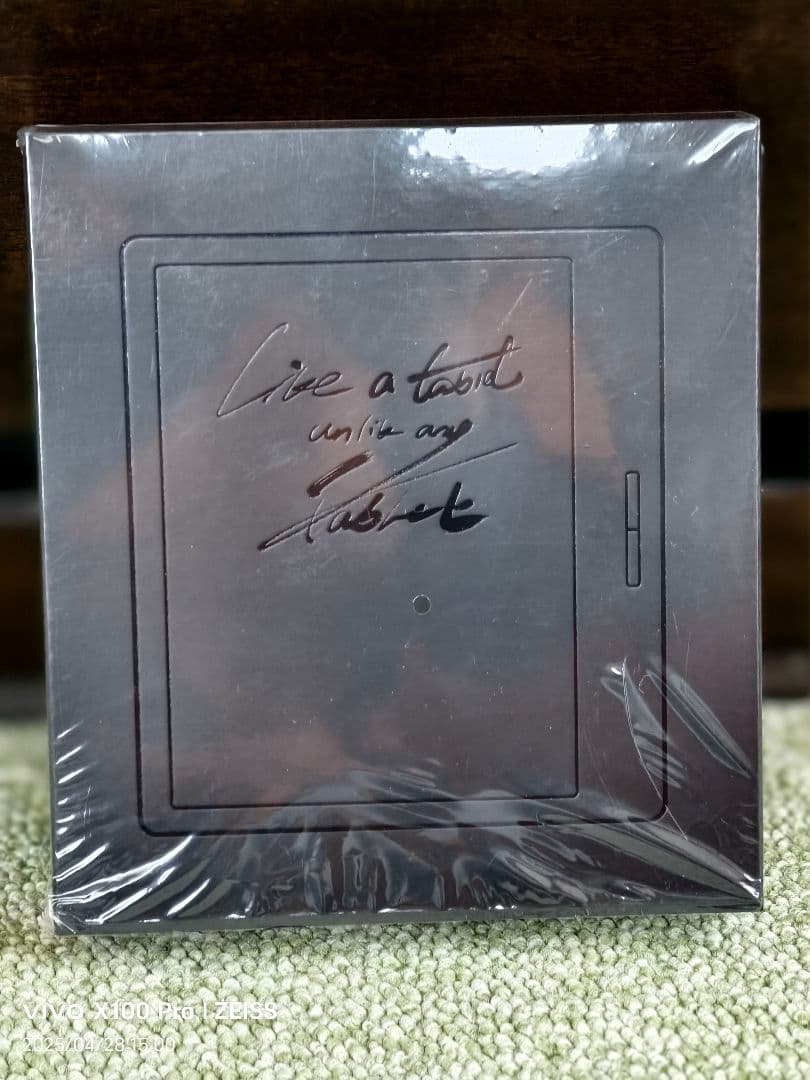 Like a tablet
unlike any
tablet
vivo X100 Pro | ZEISS
2025/04/28 15:00